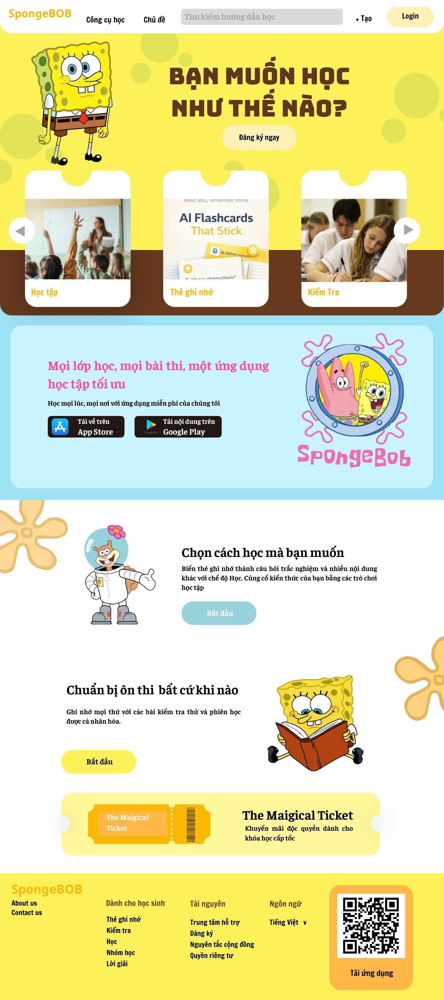 SpongeBOB
Công cụ học
Chủ đề
Tìm kiếm hướng dẫn học
+ Tạo
Login
BẠN MUỐN HỌC
NHƯ THẾ NÀO?
Đăng ký ngay
Read less, remember more
AI Flashcards
That Stick
Q: Define osmosis
Q: What is photosythesis?
Học tập
Thẻ ghi nhớ
Kiểm Tra
Mọi lớp học, mọi bài thi, một ứng dụng
học tập tối ưu
Học mọi lúc, mọi nơi với ứng dụng miễn phí của chúng tôi
Tải về trên
App Store
Google Play
Tải nội dung trên
Google Play
SpongeBob
Chọn cách học mà bạn muốn
Biến thẻ ghi nhớ thành câu hỏi trắc nghiệm và nhiều nội dung
khác với chế độ Học. Củng cố kiến thức của bạn bằng các trò chơi
học tập
Bắt đầu
Chuẩn bị ôn thi bất cứ khi nào
Ghi nhớ mọi thứ với các bài kiểm tra thử và phiên học
được cá nhân hóa.
Bắt đầu
The Maigical
Ticket
The Maigical Ticket
Khuyến mãi độc quyền dành cho
khóa học cấp tốc
SpongeBOB
About us
Contact us
Dành cho học sinh
Thẻ ghi nhớ
Kiểm tra
Học
Nhóm học
Lời giải
Tài nguyên
Trung tâm hỗ trợ
Đăng ký
Nguyên tắc cộng đồng
Quyền riêng tư
Ngôn ngữ
Tiếng Việt v
Tải ứng dụng